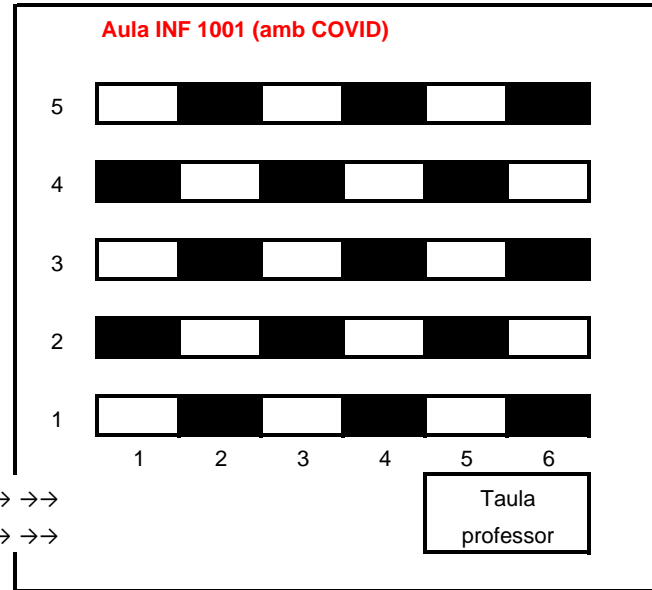 Aula INF 1001 (amb COVID)
5
4
3
2
1
1 2 3 4 5 6
→ →→ Taula
→ →→ professor